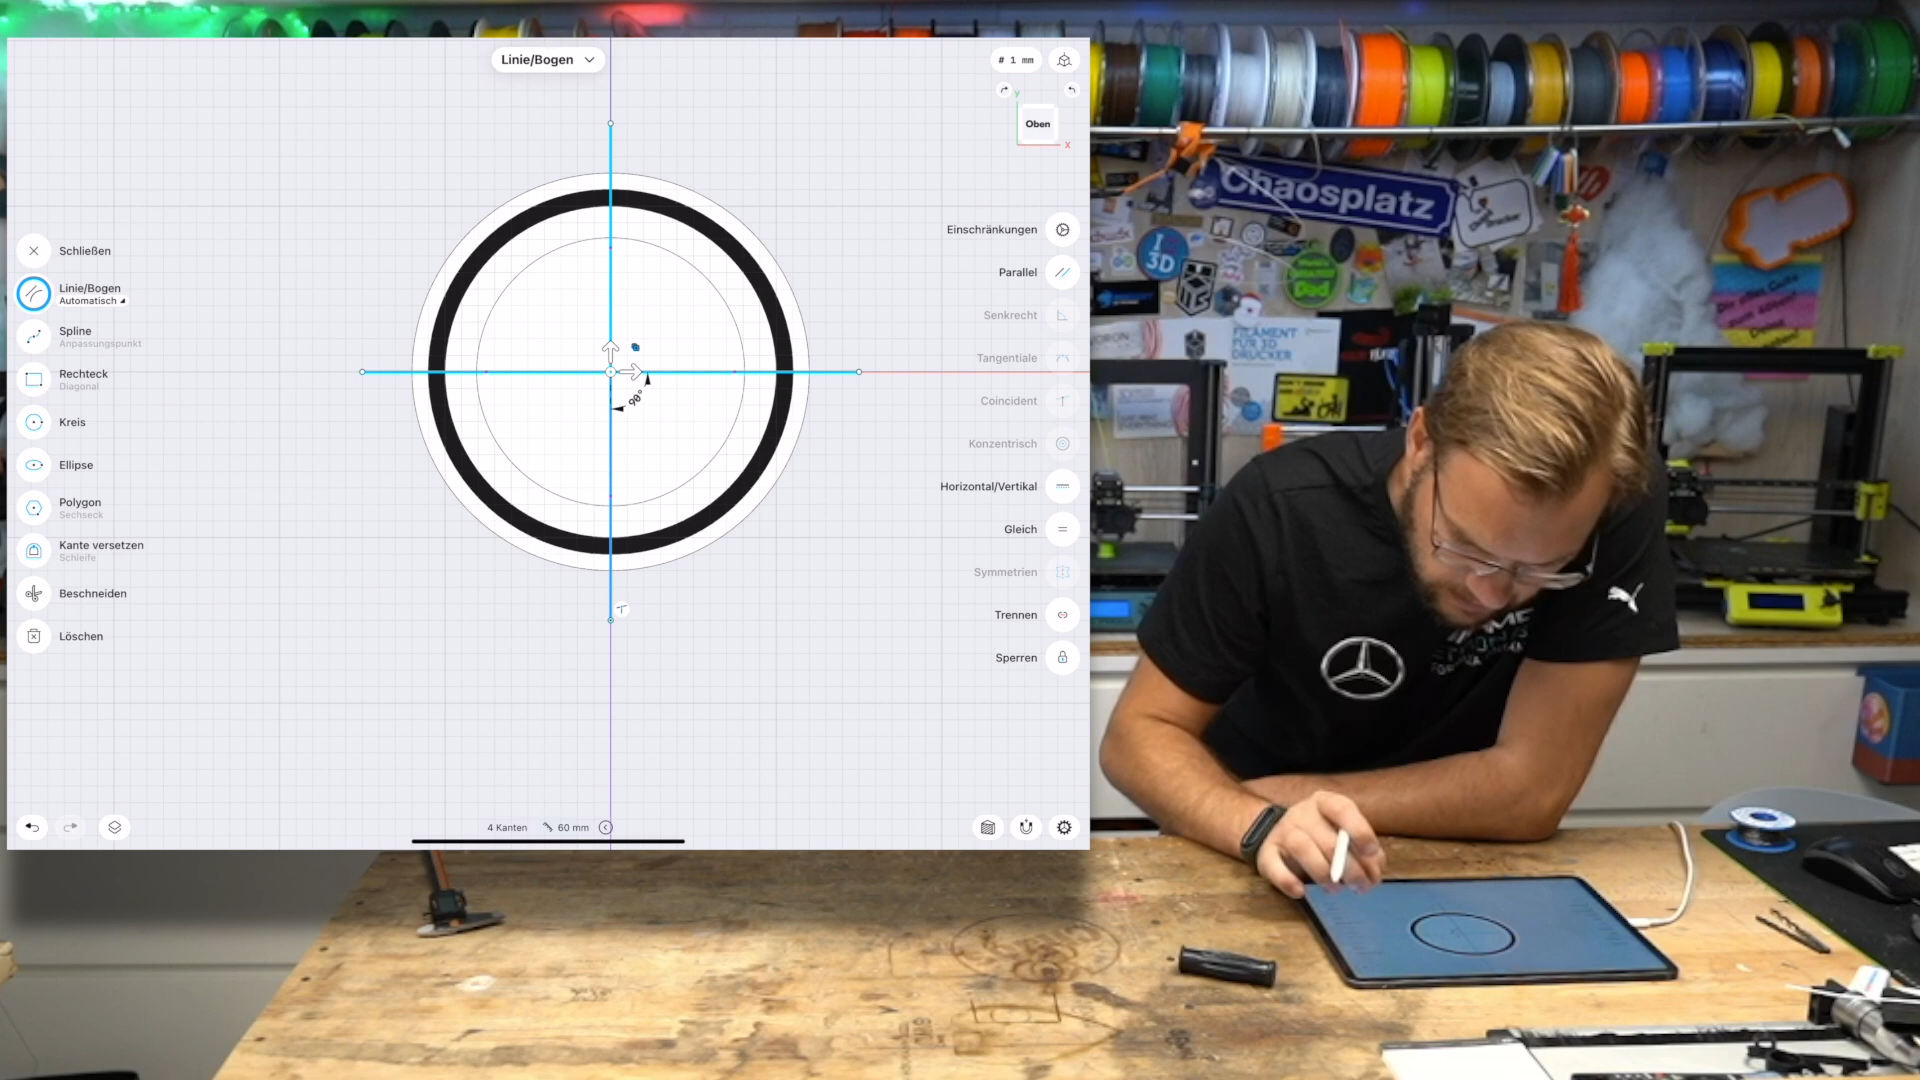 Linie/Bogen
# 1 mm
y
Oben
x
Schließen
Linie/Bogen
Automatisch
Spline
Anpassungspunkt
Rechteck
Diagonal
Kreis
Ellipse
Polygon
Sechseck
Kante versetzen
Schleife
Beschneiden
Löschen
90°
Einschränkungen
Parallel
Senkrecht
Tangentiale
Coincident
Konzentrisch
Horizontal/Vertikal
Gleich
Symmetrien
Trennen
Sperren
4 Kanten
60 mm
Chaosplatz
I
3D
Dad
FILAMENT
FÜR 3D
DRUCKER